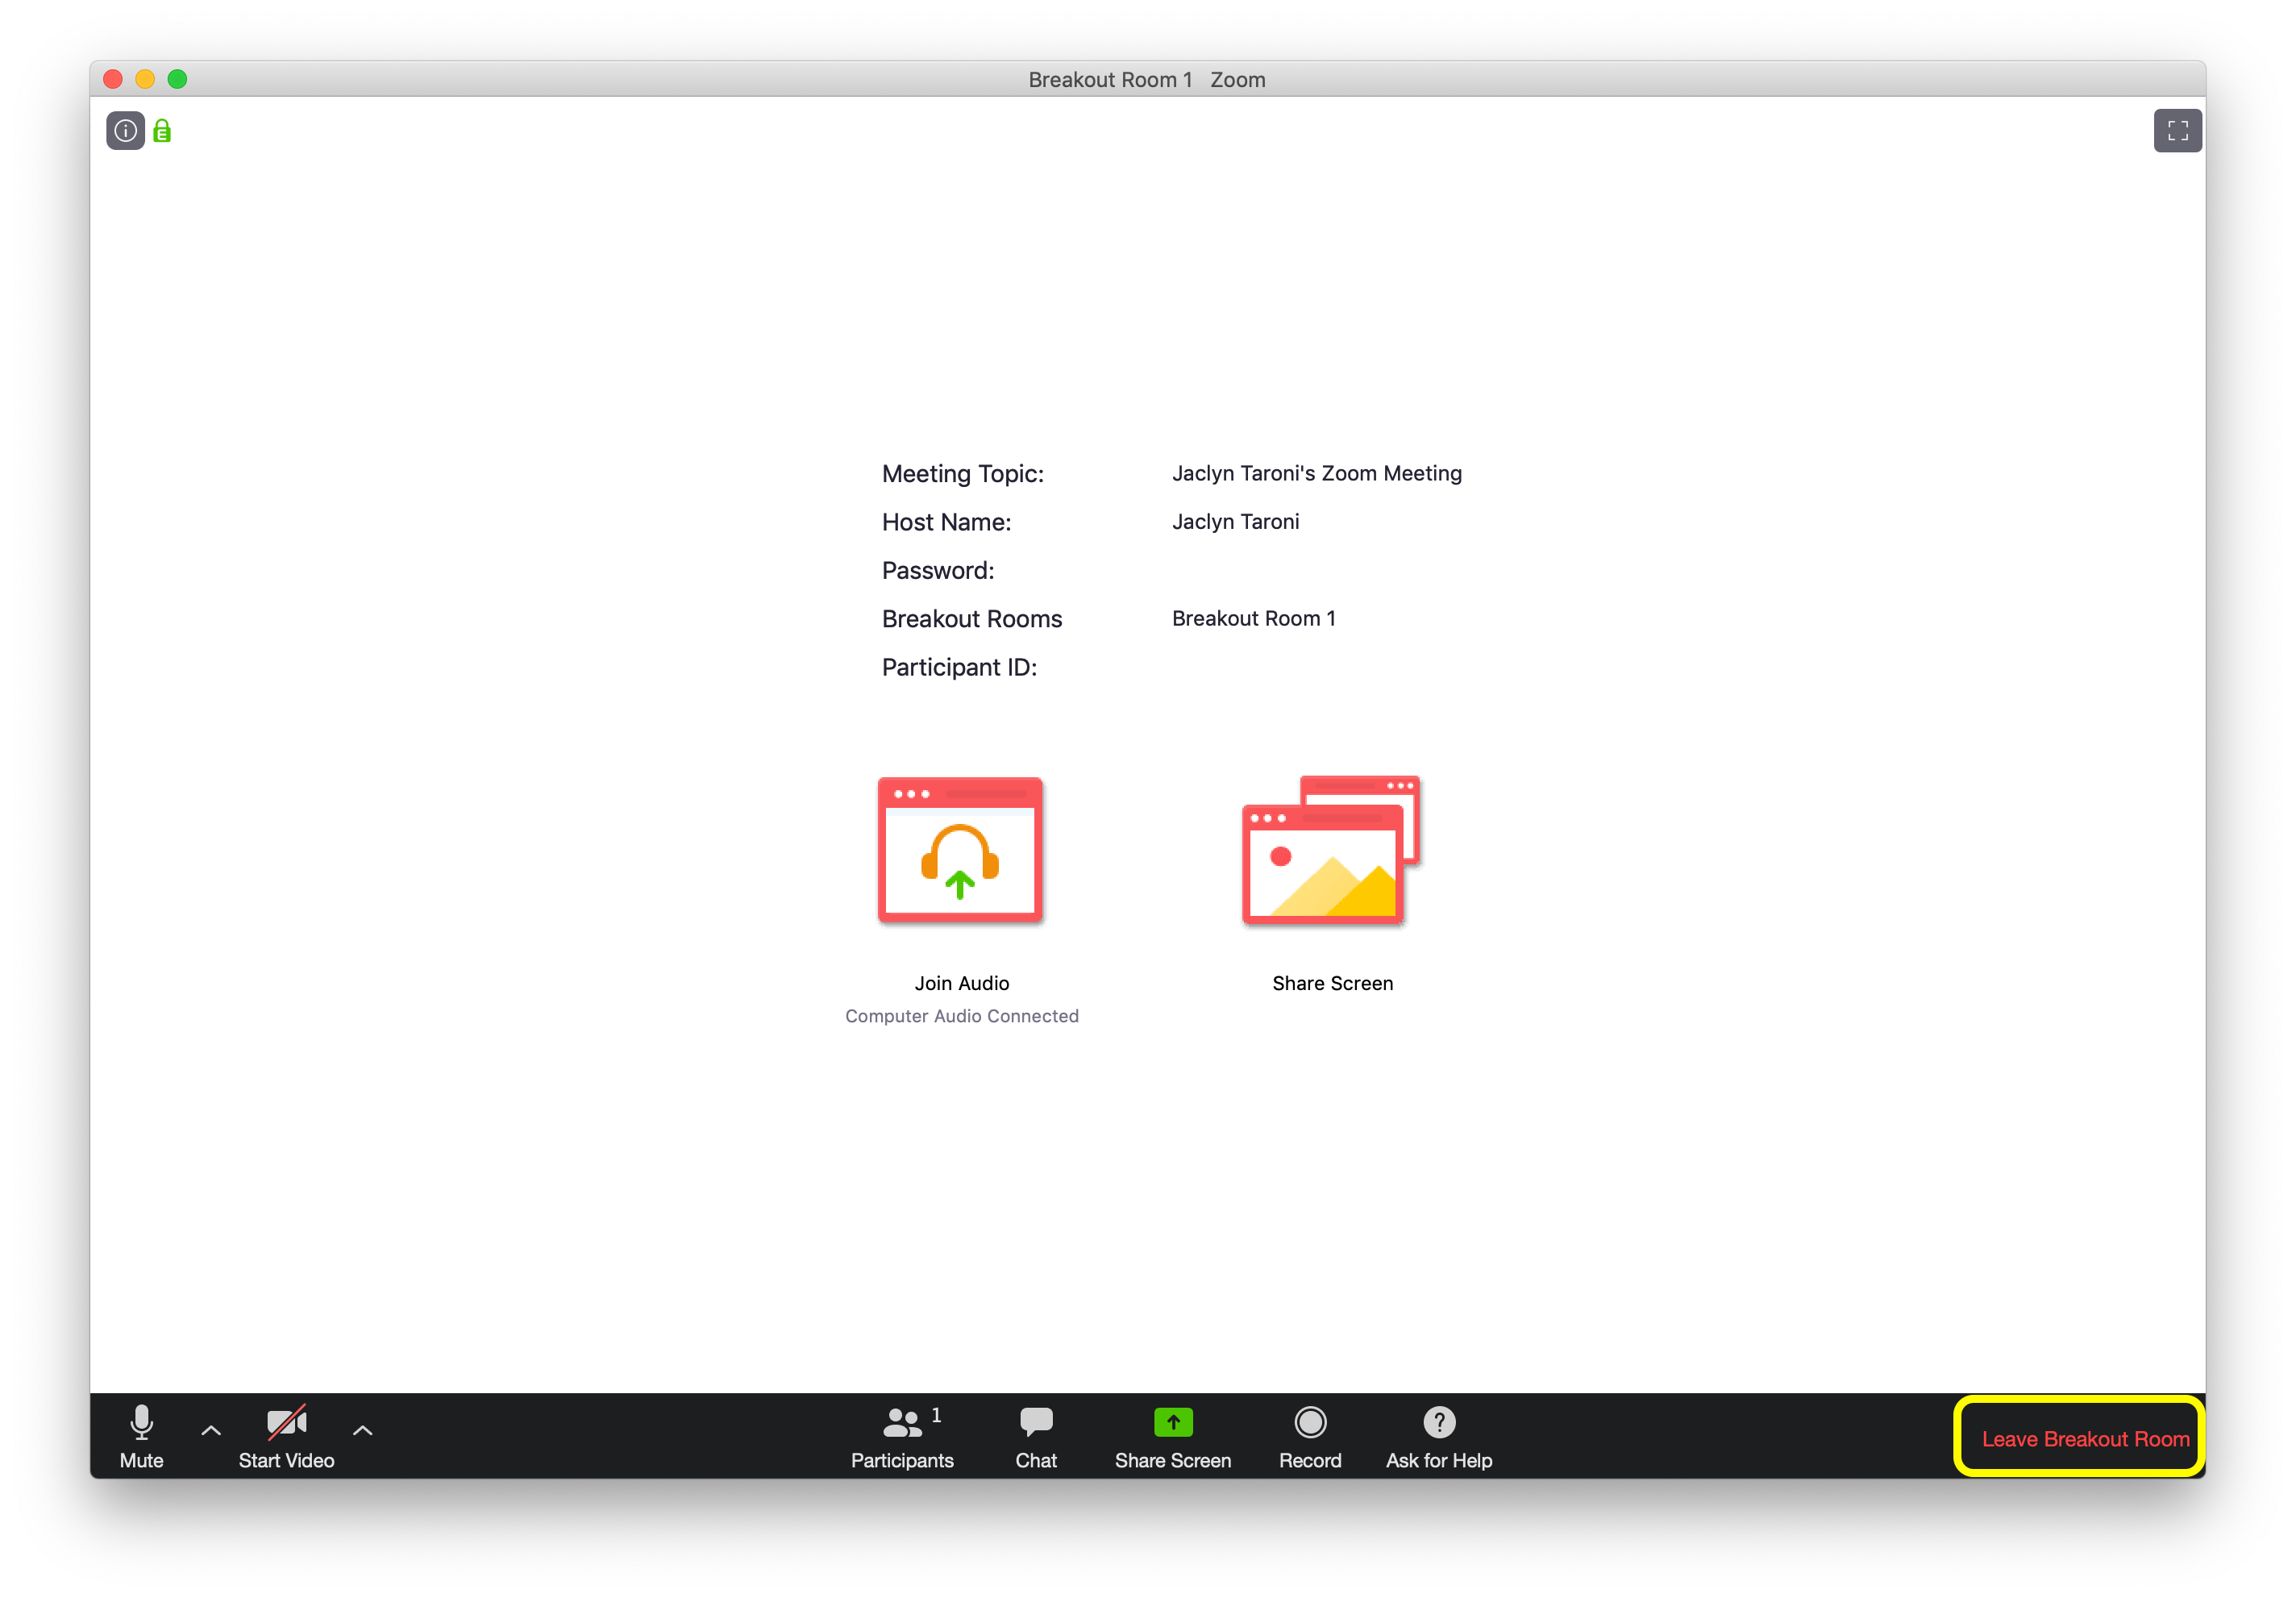 Breakout Room 1 Zoom
Meeting Topic: Jaclyn Taroni's Zoom Meeting
Host Name: Jaclyn Taroni
Password:
Breakout Rooms Breakout Room 1
Participant ID:
Join Audio Share Screen
Computer Audio Connected
1
Mute Start Video Participants Chat Share Screen Record Ask for Help Leave Breakout Room